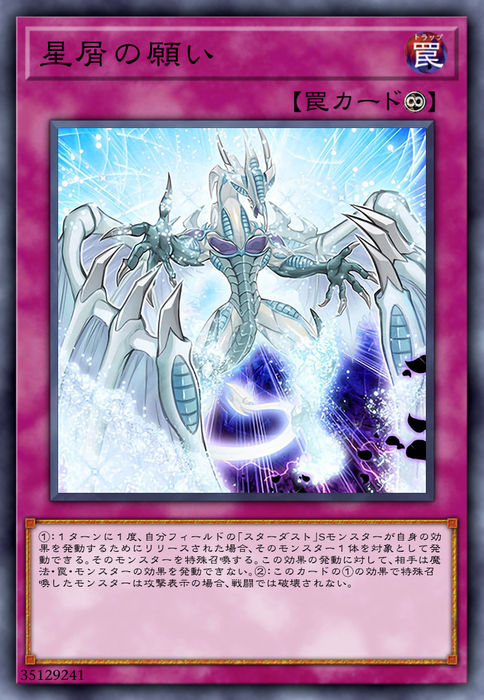 星屑の願い
トラップ
罠
【罠カード】
①:1ターンに1度、自分フィールドの「スターダスト」Sモンスターが自身の効
果を発動するためにリリースされた場合、そのモンスター1体を対象として発
動できる。そのモンスターを特殊召喚する。この効果の発動に対して、相手は魔
法・罠・モンスターの効果を発動できない。②:このカードの①の効果で特殊召
喚したモンスターは攻撃表示の場合、戦闘では破壊されない。
35129241